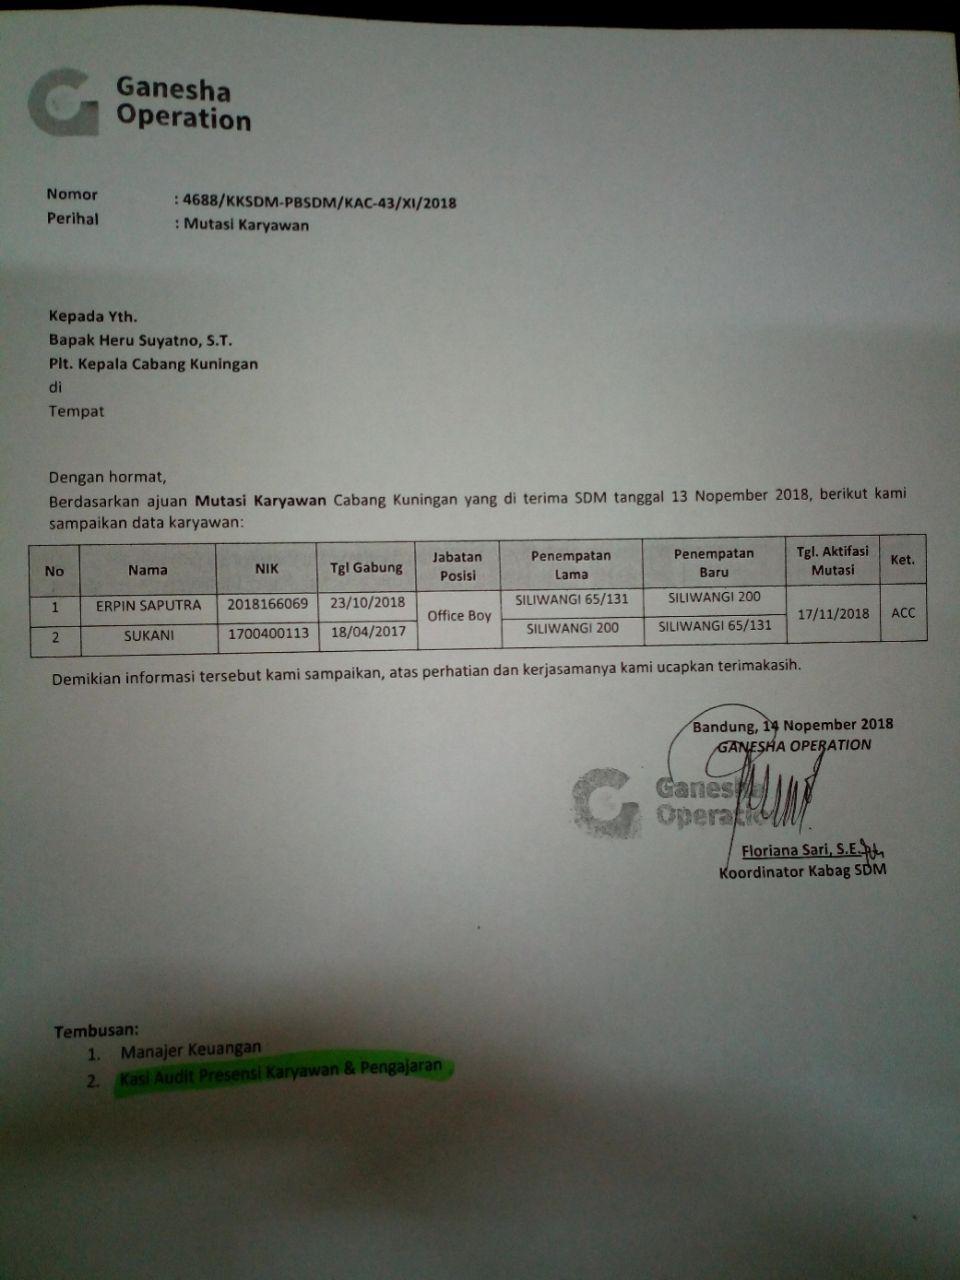 Ganesha
Operation
Nomor : 4688/KKSDM-PBSDM/KAC-43/XI/2018
Perihal : Mutasi Karyawan
Kepada Yth.
Bapak Heru Suyatno, S.T.
Plt. Kepala Cabang Kuningan
di
Tempat
Dengan hormat,
Berdasarkan ajuan Mutasi Karyawan Cabang Kuningan yang di terima SDM tanggal 13 Nopember 2018, berikut kami
sampaikan data karyawan:
No Nama NIK Tgl Gabung Jabatan Posisi Penempatan Lama Penempatan Baru Tgl. Aktifasi Mutasi Ket.
1 ERPIN SAPUTRA 2018166069 23/10/2018 Office Boy SILIWANGI 65/131 SILIWANGI 200 17/11/2018 ACC
2 SUKANI 1700400113 18/04/2017 SILIWANGI 200 SILIWANGI 65/131
Demikian informasi tersebut kami sampaikan, atas perhatian dan kerjasamanya kami ucapkan terimakasih.
Bandung, 14 Nopember 2018
GANESHA OPERATION
Ganesha
Operation
Floriana Sari, S.E.
Koordinator Kabag SDM
Tembusan:
1. Manajer Keuangan
2. Kasi Audit Presensi Karyawan & Pengajaran